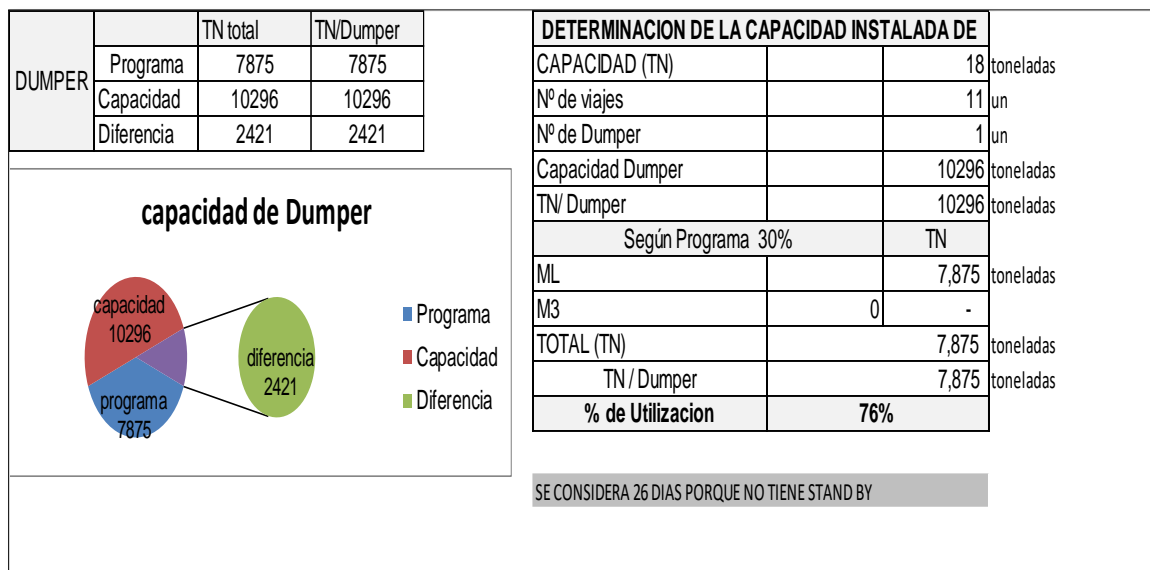 TN total TN/Dumper
DUMPER
Programa 7875 7875
Capacidad 10296 10296
Diferencia 2421 2421
capacidad de Dumper
capacidad
10296
programa
7875
diferencia
2421
Programa
Capacidad
Diferencia
DETERMINACION DE LA CAPACIDAD INSTALADA DE
CAPACIDAD (TN) 18 toneladas
Nº de viajes 11 un
Nº de Dumper 1 un
Capacidad Dumper 10296 toneladas
TN/ Dumper 10296 toneladas
Según Programa 30% TN
ML 7,875 toneladas
M3 0 -
TOTAL (TN) 7,875 toneladas
TN / Dumper 7,875 toneladas
% de Utilizacion 76%
SE CONSIDERA 26 DIAS PORQUE NO TIENE STAND BY